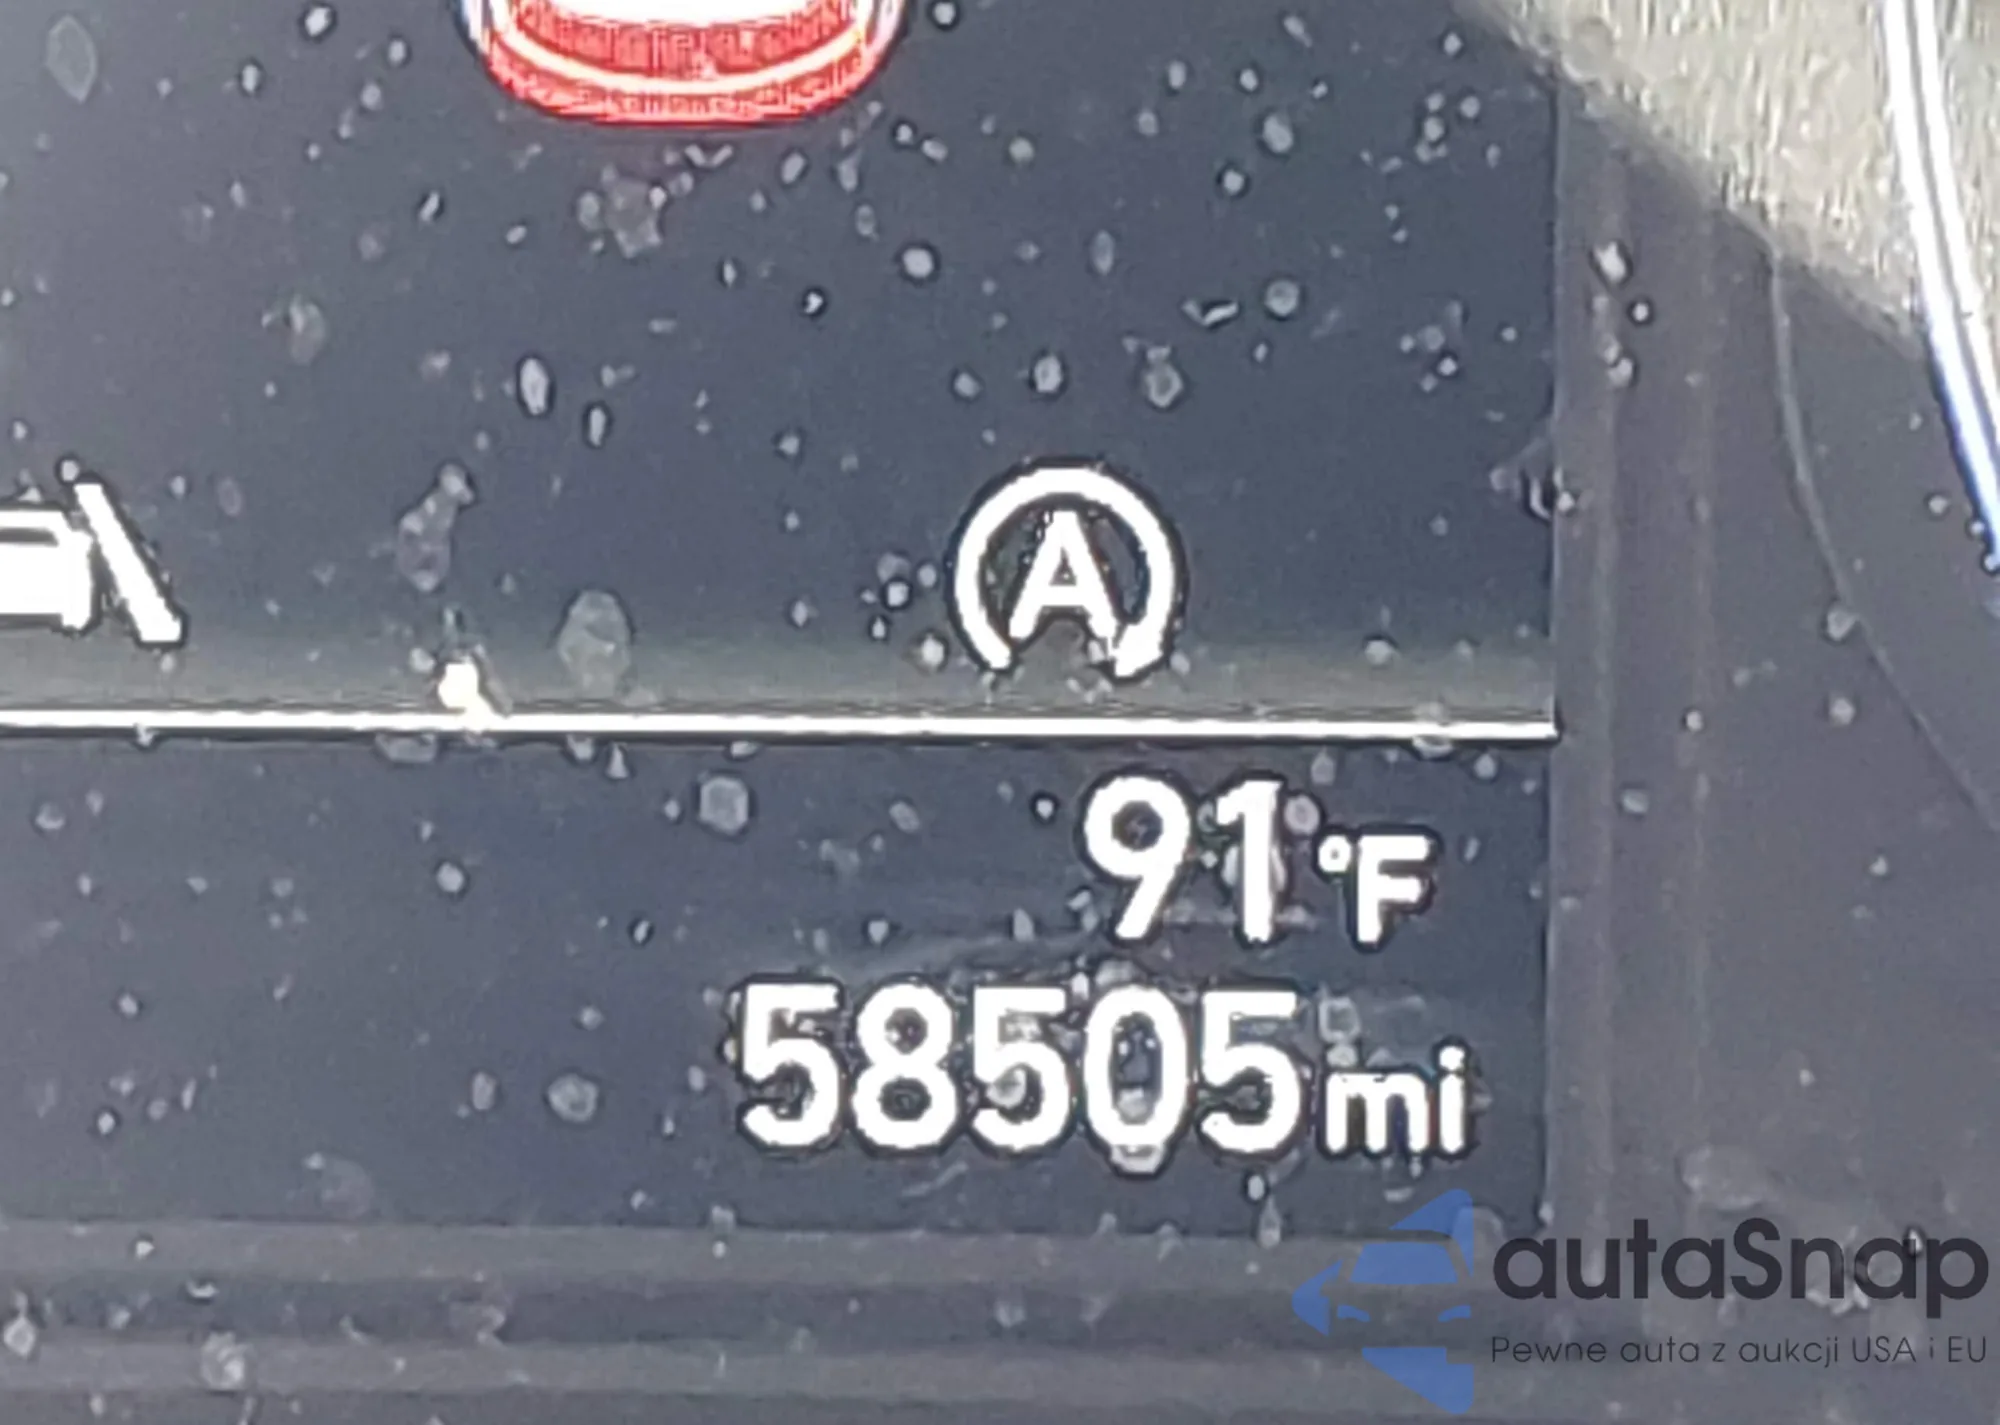 A
91°F
58505mi
autaSnap
Pewne auta z aukcji USA i EU